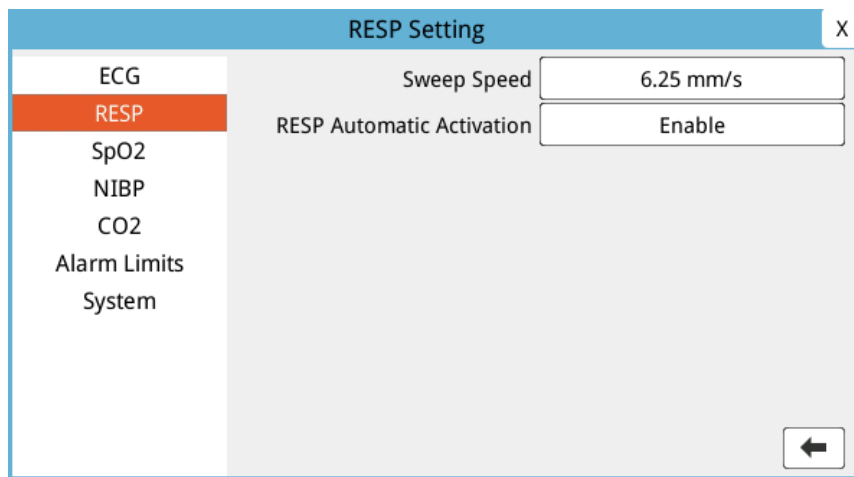 RESP Setting
X
ECG
RESP
SpO2
NIBP
CO2
Alarm Limits
System
Sweep Speed 6.25 mm/s
RESP Automatic Activation Enable